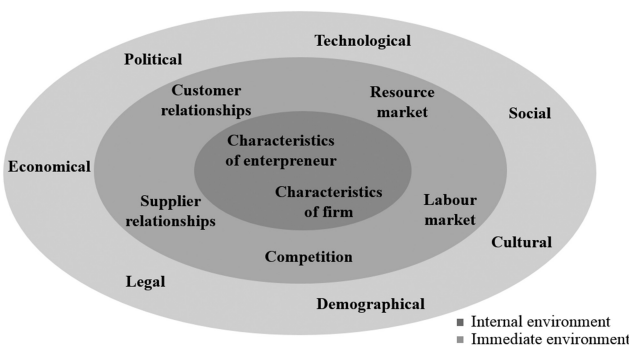 Technological
Political
Customer
relationships
Resource
market
Social
Characteristics
of enterpreneur
Economical
Characteristics
of firm
Supplier
relationships
Labour
market
Cultural
Competition
Legal
Demographical
Internal environment
Immediate environment